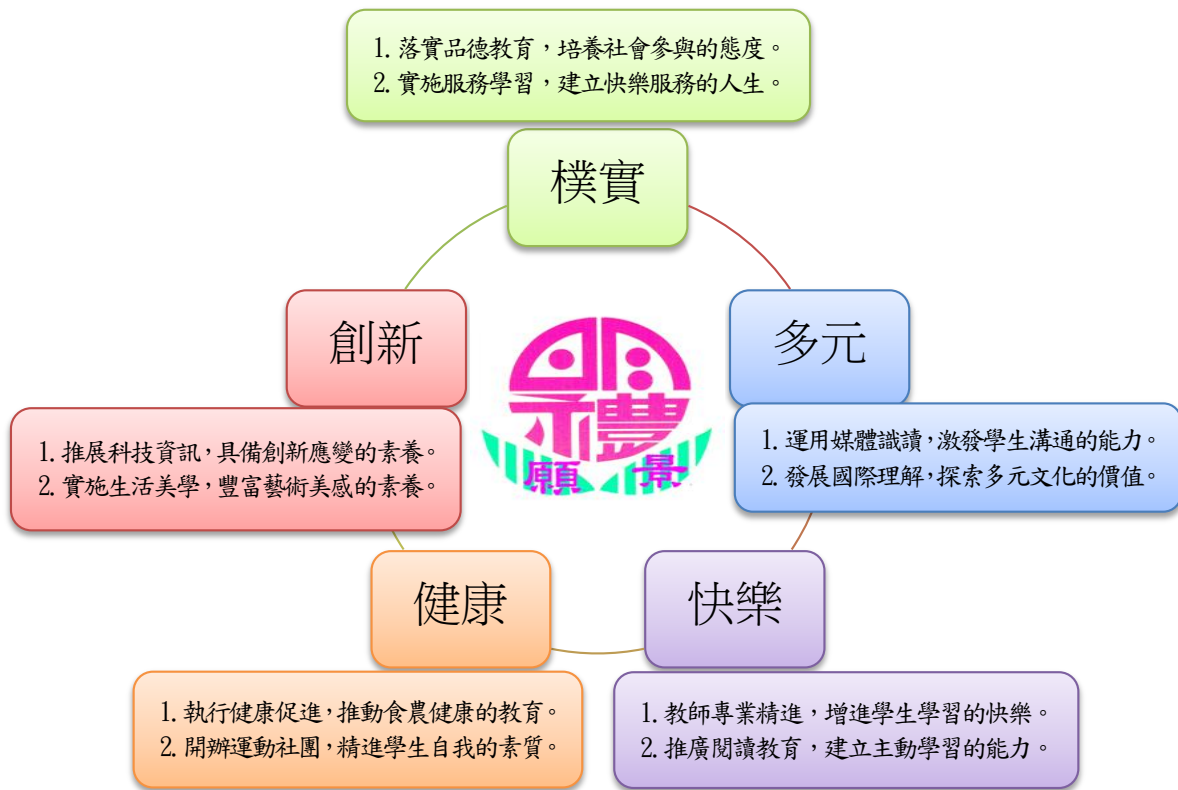 1. 落實品德教育，培養社會參與的態度。
2. 實施服務學習，建立快樂服務的人生。
樸實
創新
多元
1. 推展科技資訊，具備創新應變的素養。
2. 實施生活美學，豐富藝術美感的素養。
明禮
願景
1. 運用媒體識讀，激發學生溝通的能力。
2. 發展國際理解，探索多元文化的價值。
健康
快樂
1. 執行健康促進，推動食農健康的教育。
2. 開辦運動社團，精進學生自我的素質。
1. 教師專業精進，增進學生學習的快樂。
2. 推廣閱讀教育，建立主動學習的能力。